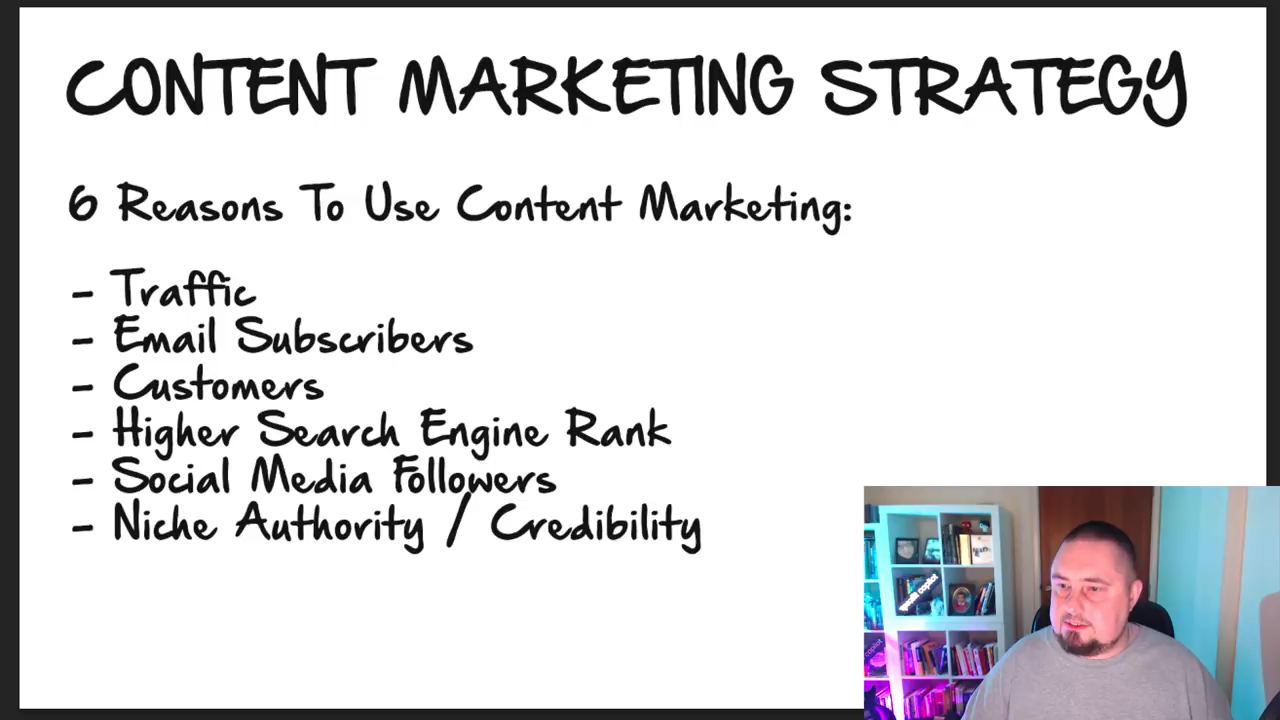 CONTENT MARKETING STRATEGY
6 Reasons To Use Content Marketing:
- Traffic
- Email Subscribers
- Customers
- Higher Search Engine Rank
- Social Media Followers
- Niche Authority / Credibility
copilot